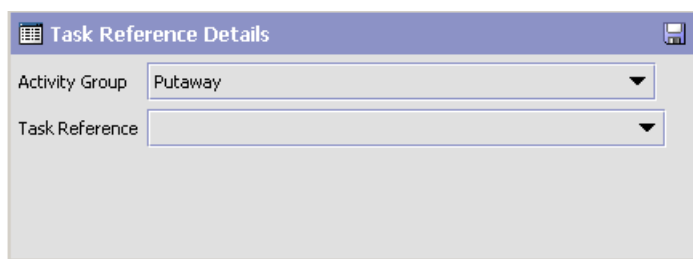 Task Reference Details
Activity Group Putaway
Task Reference